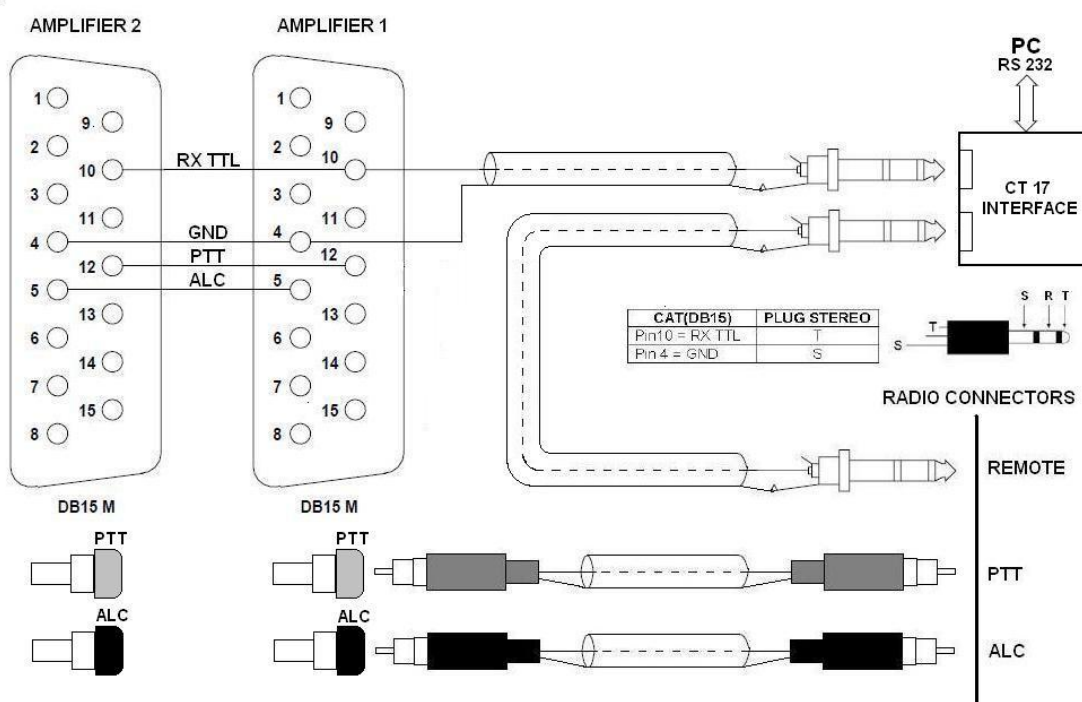 AMPLIFIER 2
AMPLIFIER 1
PC
RS 232
1
9
2
10
3
11
4
12
5
13
6
14
7
15
8
1
9
2
10
3
11
4
12
5
13
6
14
7
15
8
RX TTL
GND
PTT
ALC
CT 17
INTERFACE
CAT(DB15) PLUG STEREO
Pin10 = RX TTL T
Pin 4 = GND S
S R T
T
S
RADIO CONNECTORS
REMOTE
DB15 M
DB15 M
PTT
PTT
PTT
ALC
ALC
ALC